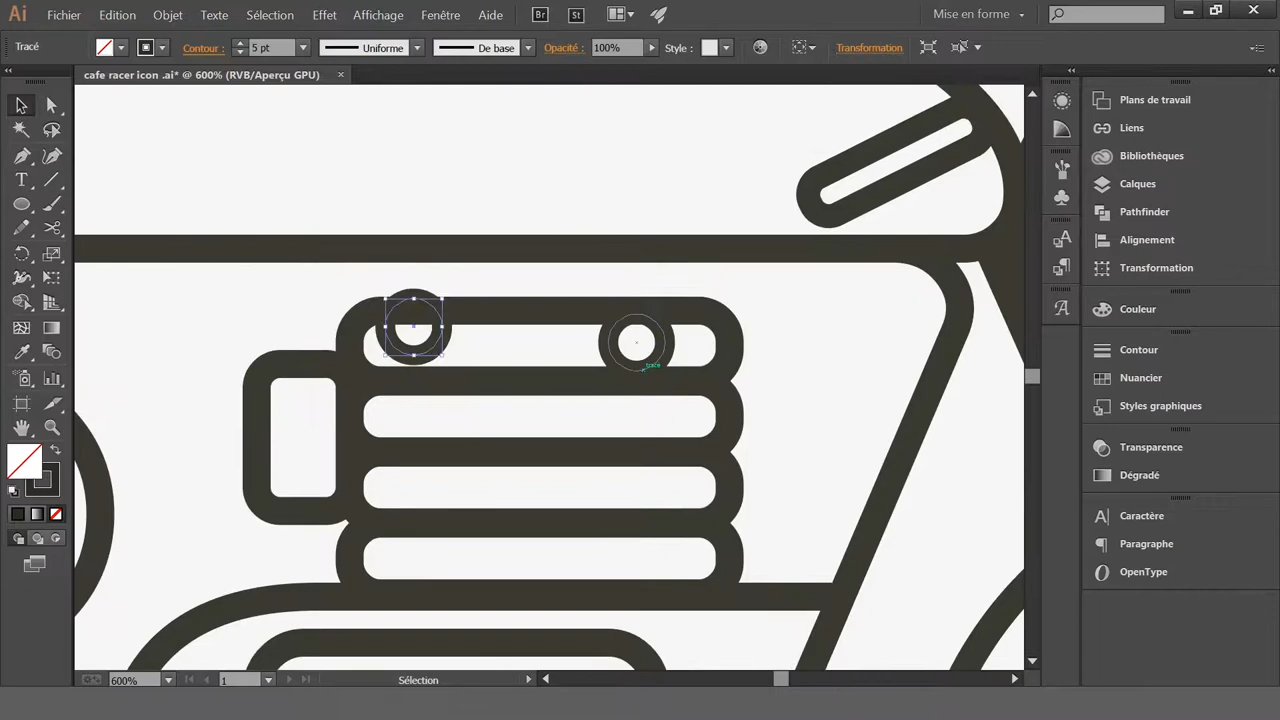 Ai Fichier Edition Objet Texte Sélection Effet Affichage Fenêtre Aide Br St Mise en forme
Tracé Contour : 5 pt Uniforme De base Opacité : 100% Style : Transformation
cafe racer icon .ai* @ 600% (RVB/Aperçu GPU)
tracé
Plans de travail
Liens
Bibliothèques
Calques
Pathfinder
Alignement
Transformation
Couleur
Contour
Nuancier
Styles graphiques
Transparence
Dégradé
Caractère
Paragraphe
OpenType
600% 1 Sélection